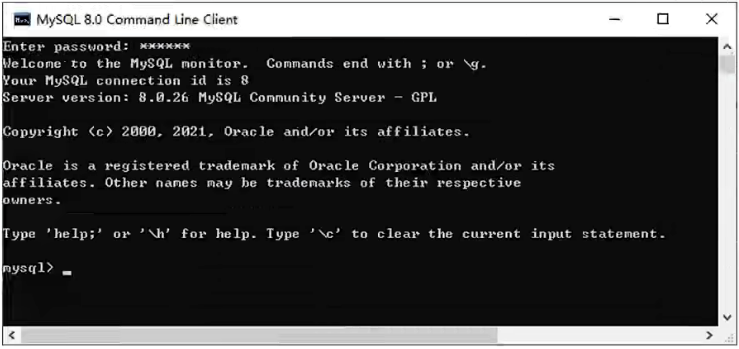 MySQL 8.0 Command Line Client
Enter password: ******
Welcome to the MySQL monitor.  Commands end with ; or \g.
Your MySQL connection id is 8
Server version: 8.0.26 MySQL Community Server - GPL
Copyright (c) 2000, 2021, Oracle and/or its affiliates.
Oracle is a registered trademark of Oracle Corporation and/or its
affiliates. Other names may be trademarks of their respective
owners.
Type 'help;' or '\h' for help. Type '\c' to clear the current input statement.
mysql> _